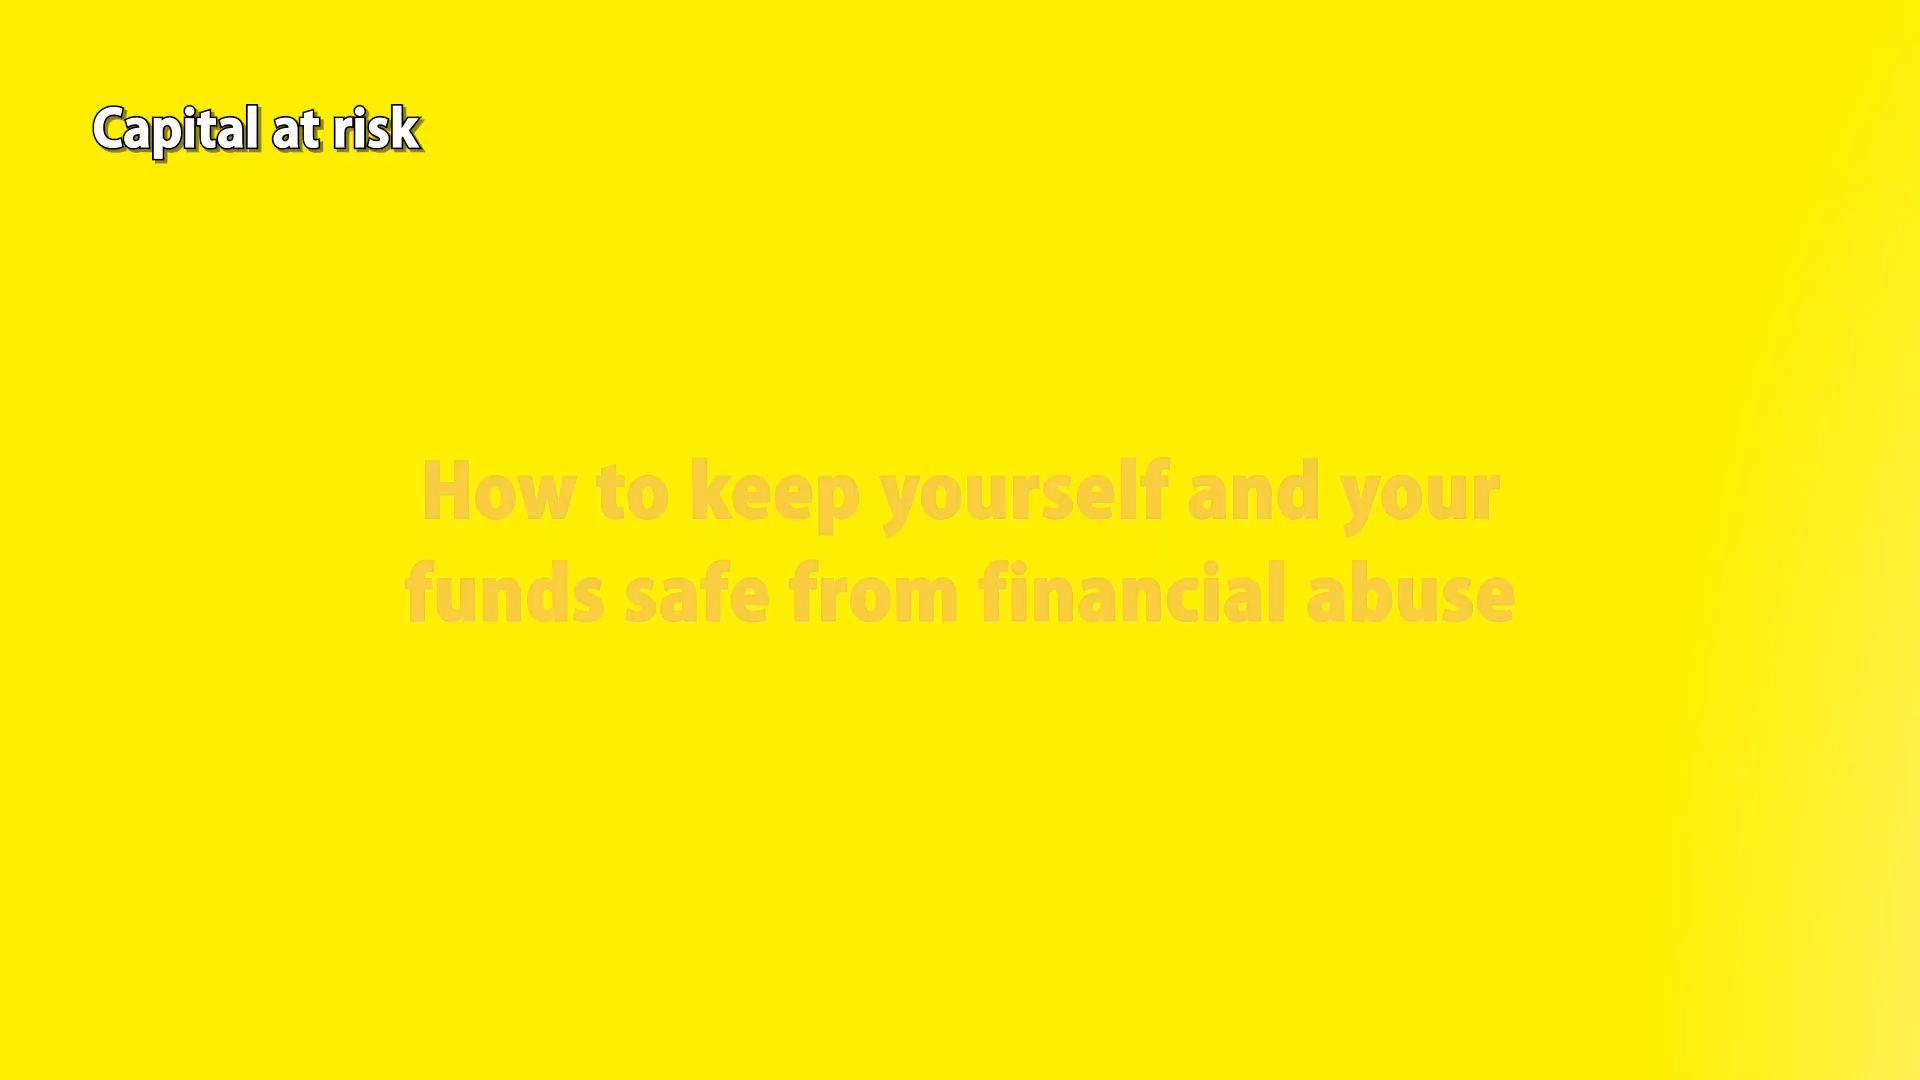 Capital at risk
How to keep yourself and your
funds safe from financial abuse